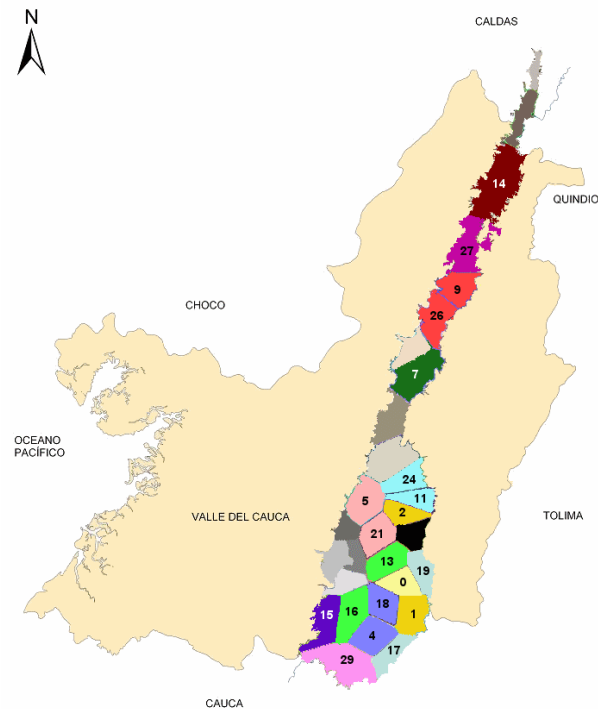 N
CALDAS
14
QUINDIO
27
9
CHOCO
26
7
OCEANO
PACÍFICO
24
5
11
2
VALLE DEL CAUCA
TOLIMA
21
13
19
0
15
16
18
1
4
17
29
CAUCA